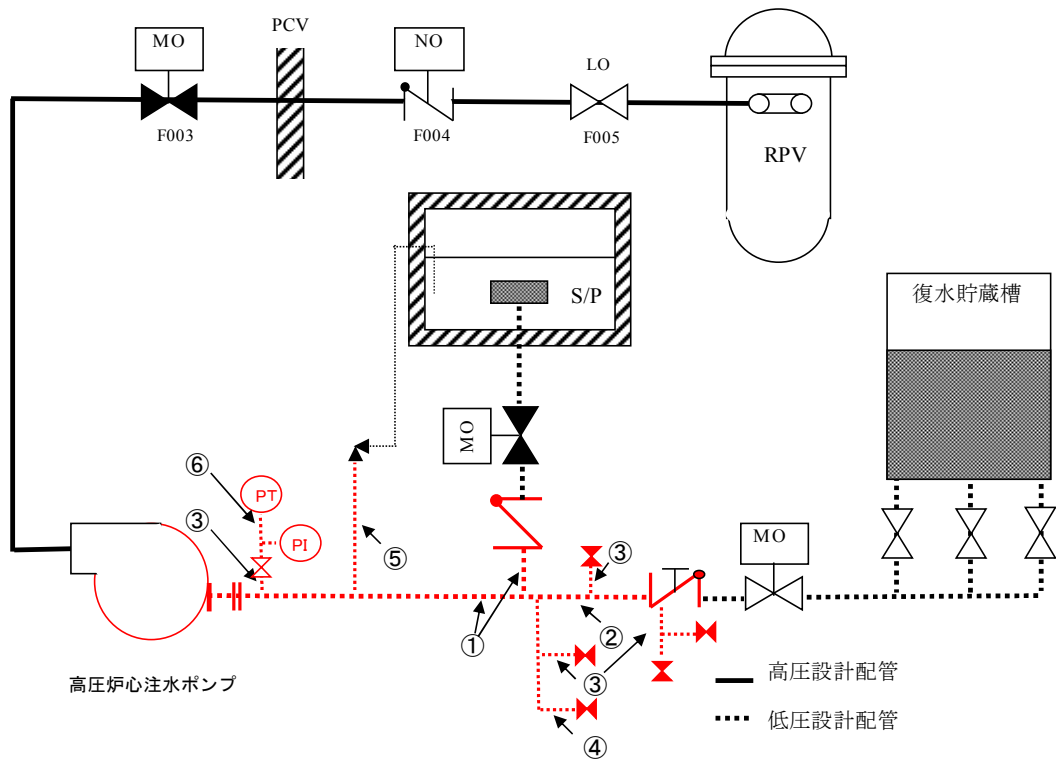 PCV
MO
NO
LO
F003
F004
F005
RPV
S/P
復水貯蔵槽
MO
MO
⑥
PT
③
PI
⑤
③
①
②
③
④
高圧炉心注水ポンプ
高圧設計配管
低圧設計配管